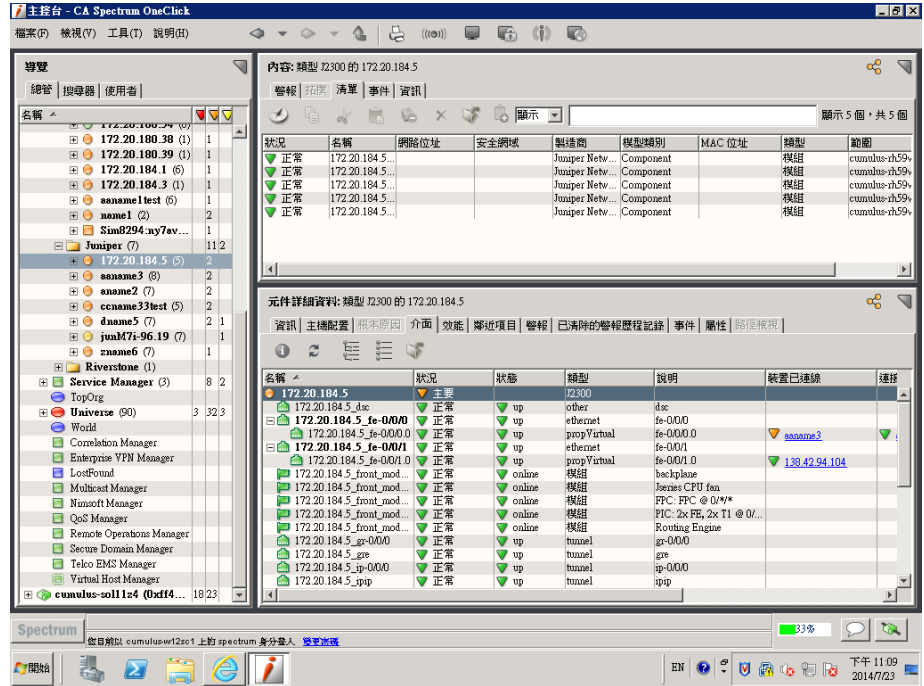 主控台 - CA Spectrum OneClick
檔案(F) 檢視(V) 工具(T) 說明(H)
導覽
總管 搜尋器 使用者
名稱
172.20.180.38 (1) 1
172.20.180.39 (1) 1
172.20.184.1 (6) 1
172.20.184.3 (1) 1
aaname1test (6) 1
name1 (2) 2
Sim8294:ny7av... 1
Juniper (7) 11 2
172.20.184.5 (5) 2
aaname3 (8) 2
aname2 (7) 2
ccname33test (5) 2
dname5 (7) 2 1
junM7i-96.19 (7) 1
zname6 (7) 1
Riverstone (1)
Service Manager (3) 8 2
TopOrg
Universe (90) 3 32 3
World
Correlation Manager
Enterprise VPN Manager
LostFound
Multicast Manager
Nimsoft Manager
QoS Manager
Remote Operations Manager
Secure Domain Manager
Telco EMS Manager
Virtual Host Manager
cumulus-sol11z4 (0xff4... 18 23
內容: 類型 J2300 的 172.20.184.5
警報 拓撲 清單 事件 資訊
顯示 顯示 5 個，共 5 個
狀況 名稱 網路位址 安全網域 製造商 模型類別 MAC 位址 類型 範圍
正常 172.20.184.5... Juniper Netw... Component 模組 cumulus-rh59v
正常 172.20.184.5... Juniper Netw... Component 模組 cumulus-rh59v
正常 172.20.184.5... Juniper Netw... Component 模組 cumulus-rh59v
正常 172.20.184.5... Juniper Netw... Component 模組 cumulus-rh59v
正常 172.20.184.5... Juniper Netw... Component 模組 cumulus-rh59v
元件詳細資料: 類型 J2300 的 172.20.184.5
資訊 主機配置 根本原因 介面 效能 鄰近項目 警報 已清除的警報歷程記錄 事件 屬性 路徑檢視
名稱 狀況 狀態 類型 說明 裝置已連線 連接
172.20.184.5 主要 J2300
172.20.184.5_dsc 正常 up other dsc
172.20.184.5_fe-0/0/0 正常 up ethernet fe-0/0/0
172.20.184.5_fe-0/0/0.0 正常 up propVirtual fe-0/0/0.0 aaname3
172.20.184.5_fe-0/0/1 正常 up ethernet fe-0/0/1
172.20.184.5_fe-0/0/1.0 正常 up propVirtual fe-0/0/1.0 138.42.94.104
172.20.184.5_front_mod... 正常 online 模組 backplane
172.20.184.5_front_mod... 正常 online 模組 Jseries CPU fan
172.20.184.5_front_mod... 正常 online 模組 FPC: FPC @ 0/*/*
172.20.184.5_front_mod... 正常 online 模組 PIC: 2x FE, 2x T1 @ 0/...
172.20.184.5_front_mod... 正常 online 模組 Routing Engine
172.20.184.5_gr-0/0/0 正常 up tunnel gr-0/0/0
172.20.184.5_gre 正常 up tunnel gre
172.20.184.5_ip-0/0/0 正常 up tunnel ip-0/0/0
172.20.184.5_ipip 正常 up tunnel ipip
Spectrum
您目前以 cumulus-w12sc1 上的 spectrum 身分登入 變更密碼
33%
開始
EN
下午 11:09
2014/7/23